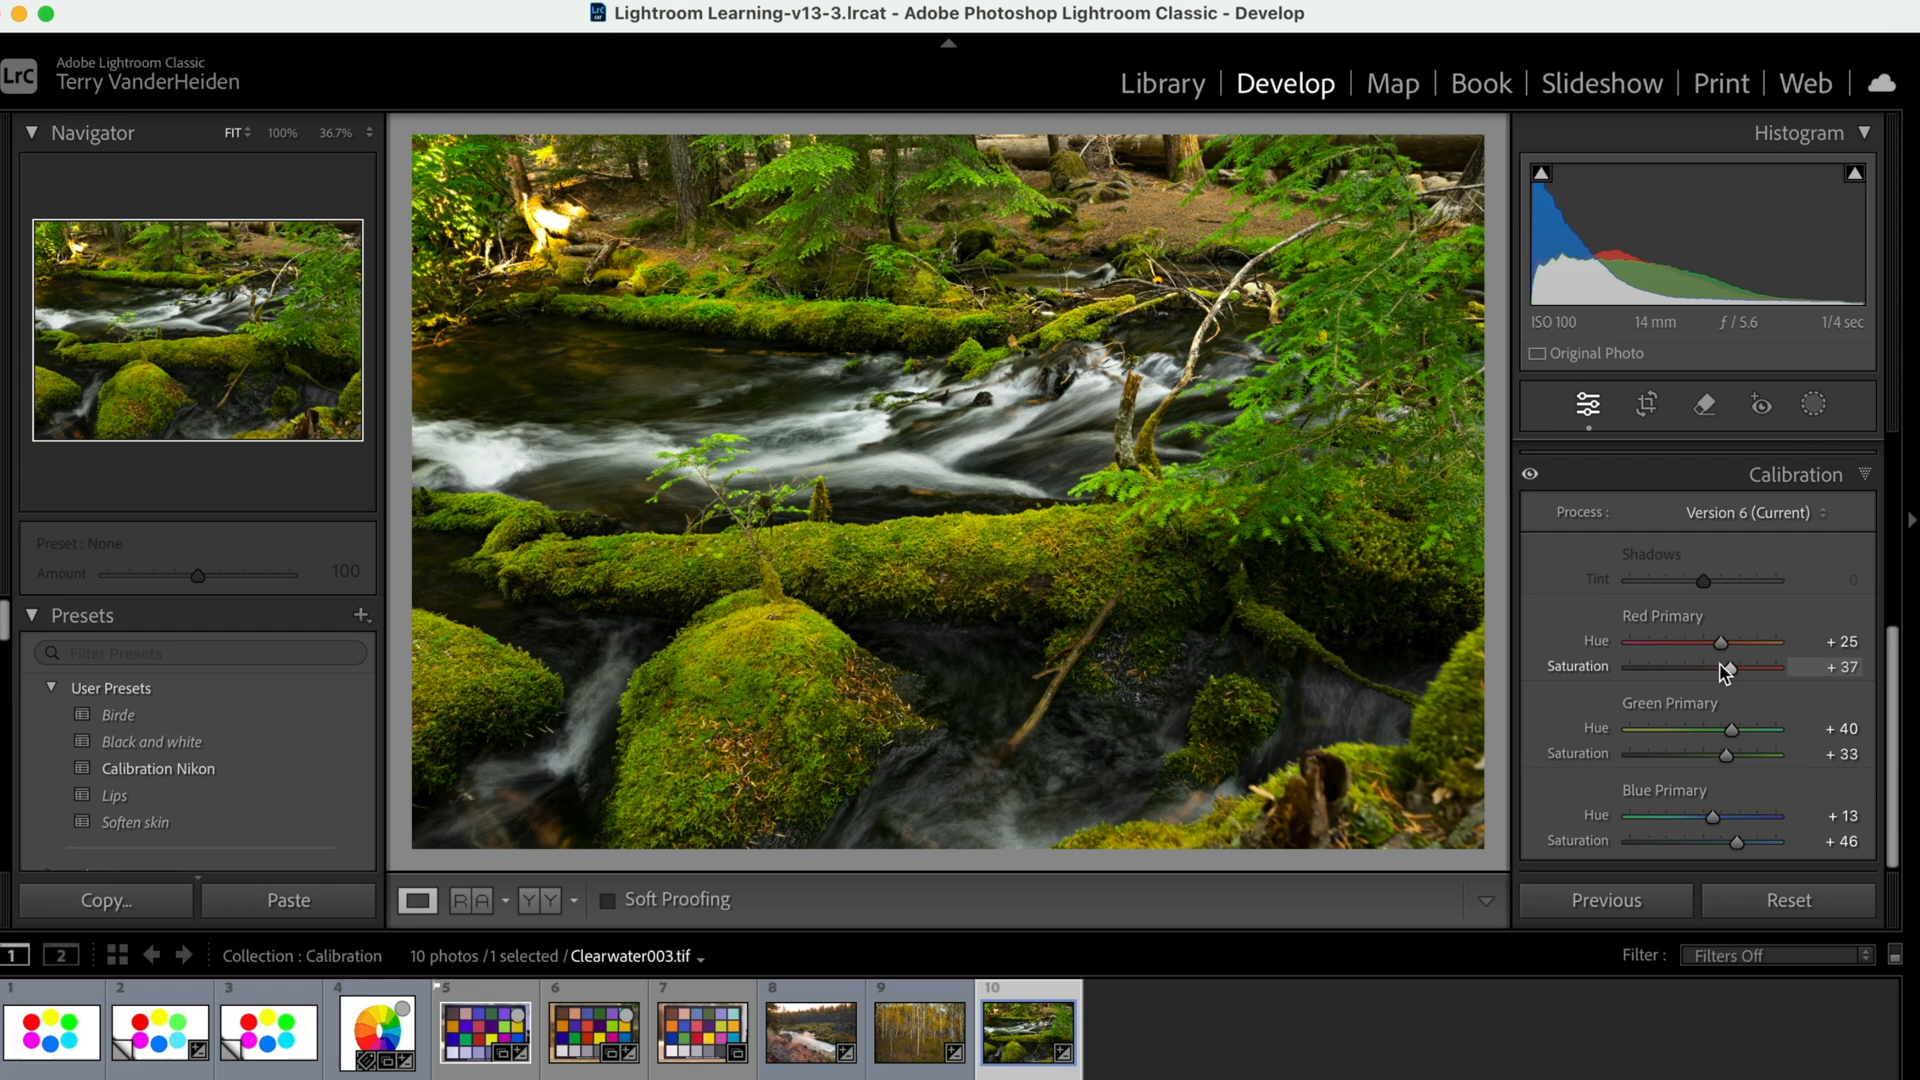 Lightroom Learning-v13-3.lrcat - Adobe Photoshop Lightroom Classic - Develop
LrC
Adobe Lightroom Classic
Terry VanderHeiden
Library | Develop | Map | Book | Slideshow | Print | Web
Navigator
FIT 100% 36.7%
Preset : None
Amount 100
Presets
Filter Presets
User Presets
Birde
Black and white
Calibration Nikon
Lips
Soften skin
Copy...
Paste
R A
Y Y
Soft Proofing
Histogram
ISO 100 14 mm ƒ / 5.6 1/4 sec
Original Photo
Calibration
Process : Version 6 (Current)
Shadows
Tint 0
Red Primary
Hue + 25
Saturation + 37
Green Primary
Hue + 40
Saturation + 33
Blue Primary
Hue + 13
Saturation + 46
Previous
Reset
1 2 Collection : Calibration 10 photos / 1 selected / Clearwater003.tif
Filter : Filters Off
1 2 3 4 5 6 7 8 9 10